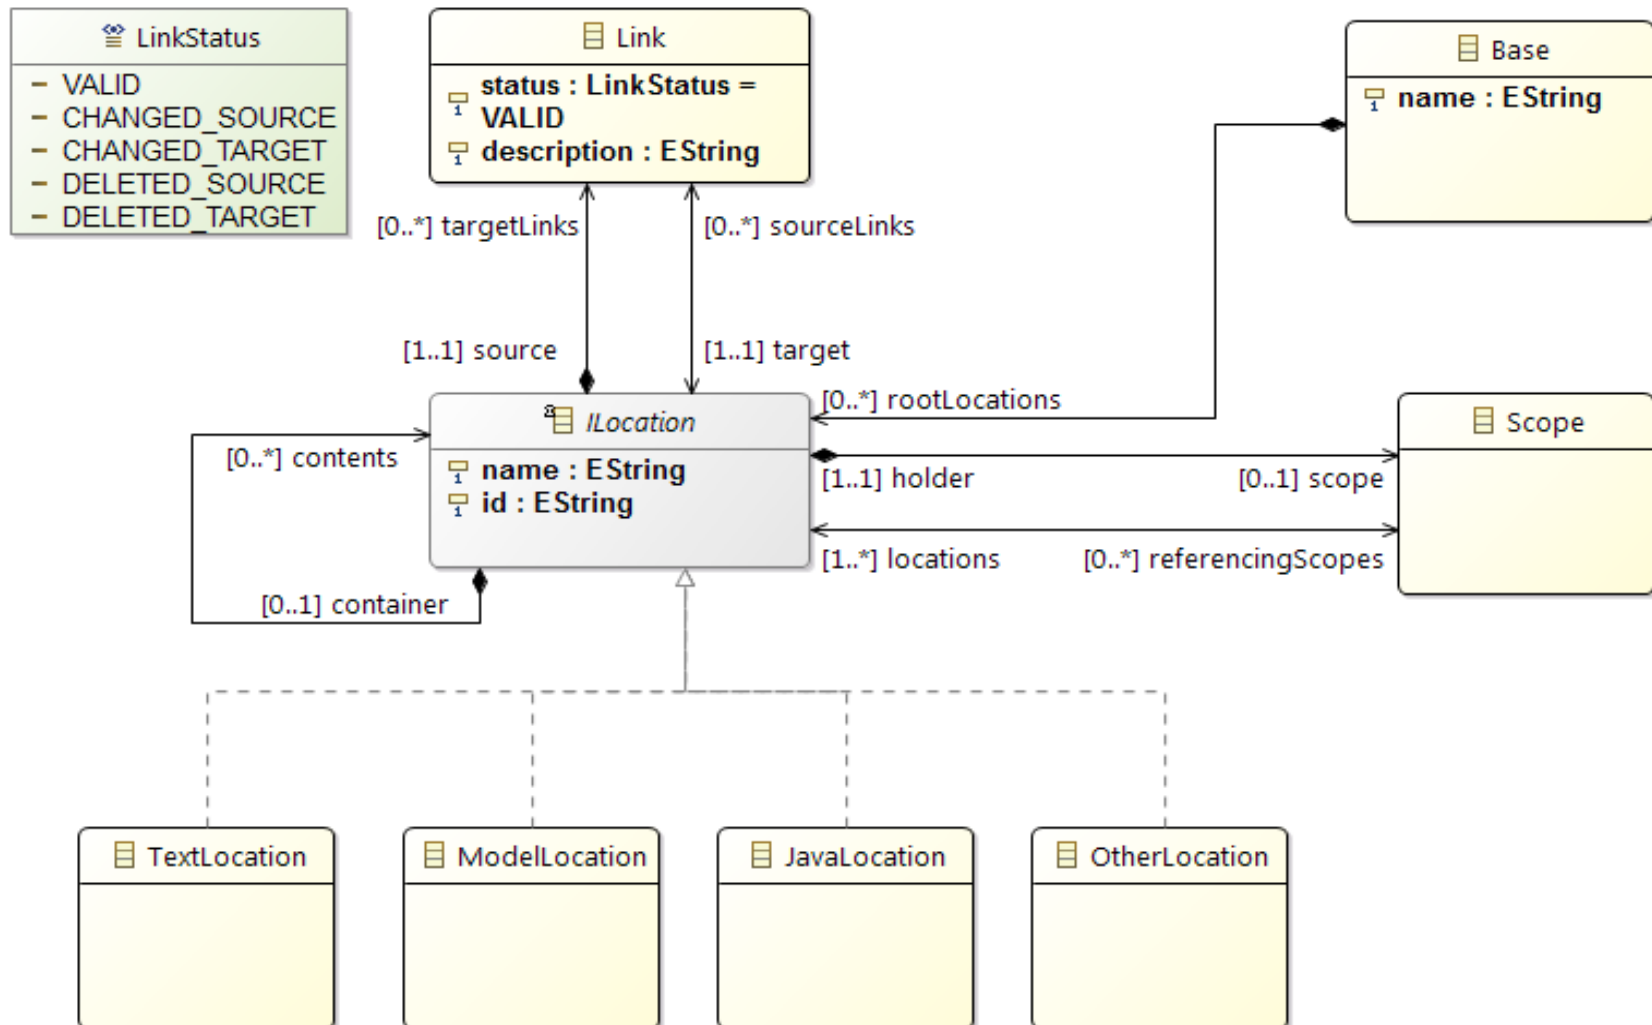 LinkStatus
VALID
CHANGED_SOURCE
CHANGED_TARGET
DELETED_SOURCE
DELETED_TARGET
Link
status : LinkStatus =
VALID
description : EString
Base
name : EString
[0..*] targetLinks
[0..*] sourceLinks
[1..1] source
[1..1] target
[0..*] rootLocations
ILocation
name : EString
id : EString
Scope
[0..*] contents
[0..1] container
[1..1] holder
[0..1] scope
[1..*] locations
[0..*] referencingScopes
TextLocation
ModelLocation
JavaLocation
OtherLocation